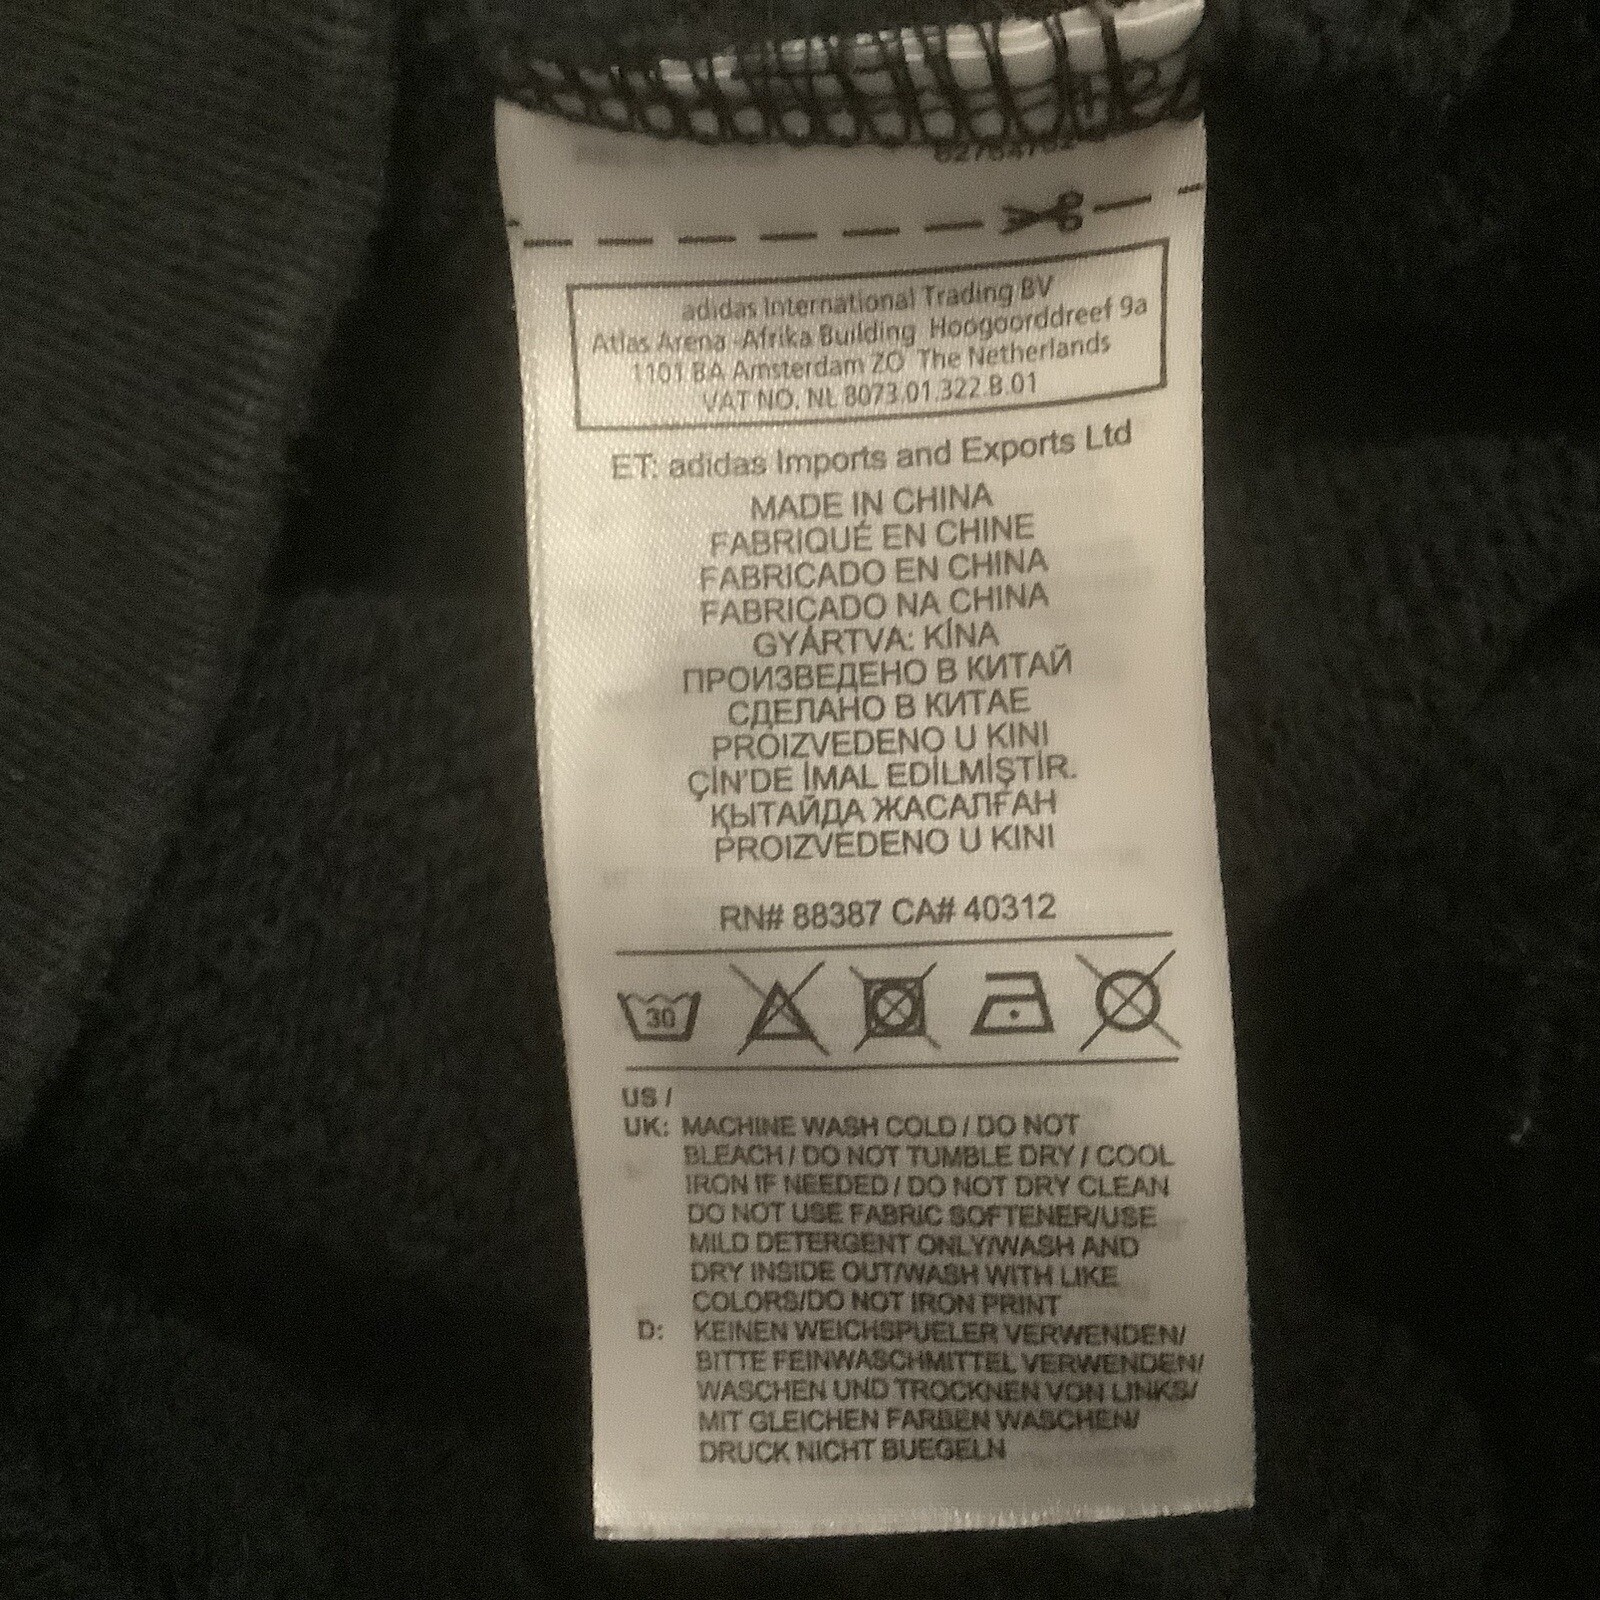 adidas International Trading BV
Atlas Arena -Afrika Building Hoogoorddreef 9a
1101 BA Amsterdam ZO The Netherlands
VAT NO. NL 8073.01.322.B.01
ET: adidas Imports and Exports Ltd
MADE IN CHINA
FABRIQUÉ EN CHINE
FABRICADO EN CHINA
FABRICADO NA CHINA
GYÁRTVA: KÍNA
ПРОИЗВЕДЕНО В КИТАЙ
СДЕЛАНО В КИТАЕ
PROIZVEDENO U KINI
ÇİN'DE İMAL EDİLMİŞTİR.
ҚЫТАЙДА ЖАСАЛҒАН
PROIZVEDENO U KINI
RN# 88387 CA# 40312
30
US /
UK: MACHINE WASH COLD / DO NOT
BLEACH / DO NOT TUMBLE DRY / COOL
IRON IF NEEDED / DO NOT DRY CLEAN
DO NOT USE FABRIC SOFTENER/USE
MILD DETERGENT ONLY/WASH AND
DRY INSIDE OUT/WASH WITH LIKE
COLORS/DO NOT IRON PRINT
D: KEINEN WEICHSPUELER VERWENDEN/
BITTE FEINWASCHMITTEL VERWENDEN/
WASCHEN UND TROCKNEN VON LINKS/
MIT GLEICHEN FARBEN WASCHEN/
DRUCK NICHT BUEGELN